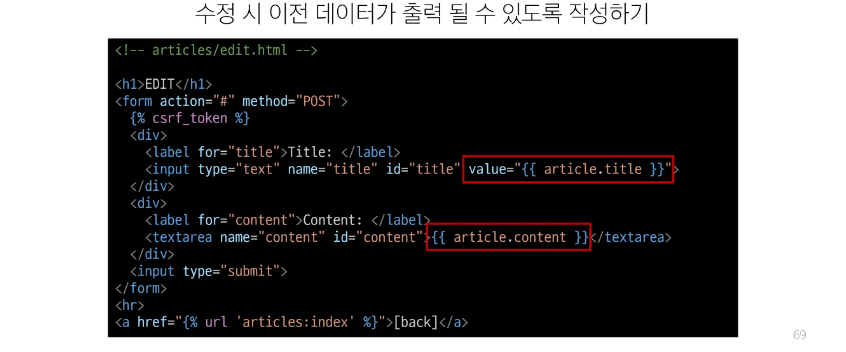 수정 시 이전 데이터가 출력 될 수 있도록 작성하기
<!-- articles/edit.html -->
<h1>EDIT</h1>
<form action="#" method="POST">
{% csrf_token %}
<div>
<label for="title">Title: </label>
<input type="text" name="title" id="title" value="{{ article.title }}">
</div>
<div>
<label for="content">Content: </label>
<textarea name="content" id="content">{{ article.content }}</textarea>
</div>
<input type="submit">
</form>
<hr>
<a href="{% url 'articles:index' %}">[back]</a>
69